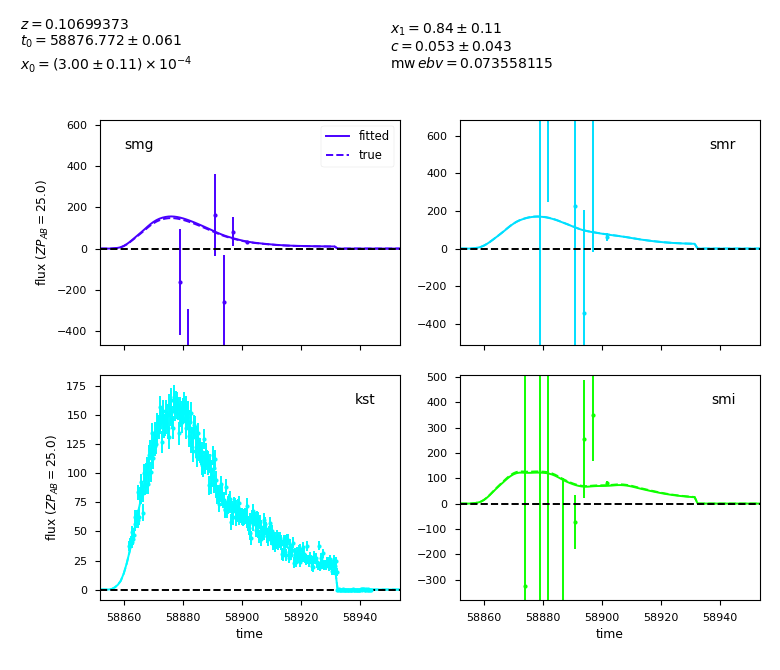 z = 0.10699373
t₀ = 58876.772 ± 0.061
x₀ = (3.00 ± 0.11) × 10⁻⁴
x₁ = 0.84 ± 0.11
c = 0.053 ± 0.043
mwebv = 0.073558115
smg
fitted
true
600
400
200
0
−200
−400
flux (ZP_AB = 25.0)
smr
600
400
200
0
−200
−400
kst
175
150
125
100
75
50
25
0
flux (ZP_AB = 25.0)
58860 58880 58900 58920 58940
time
smi
500
400
300
200
100
0
−100
−200
−300
58860 58880 58900 58920 58940
time